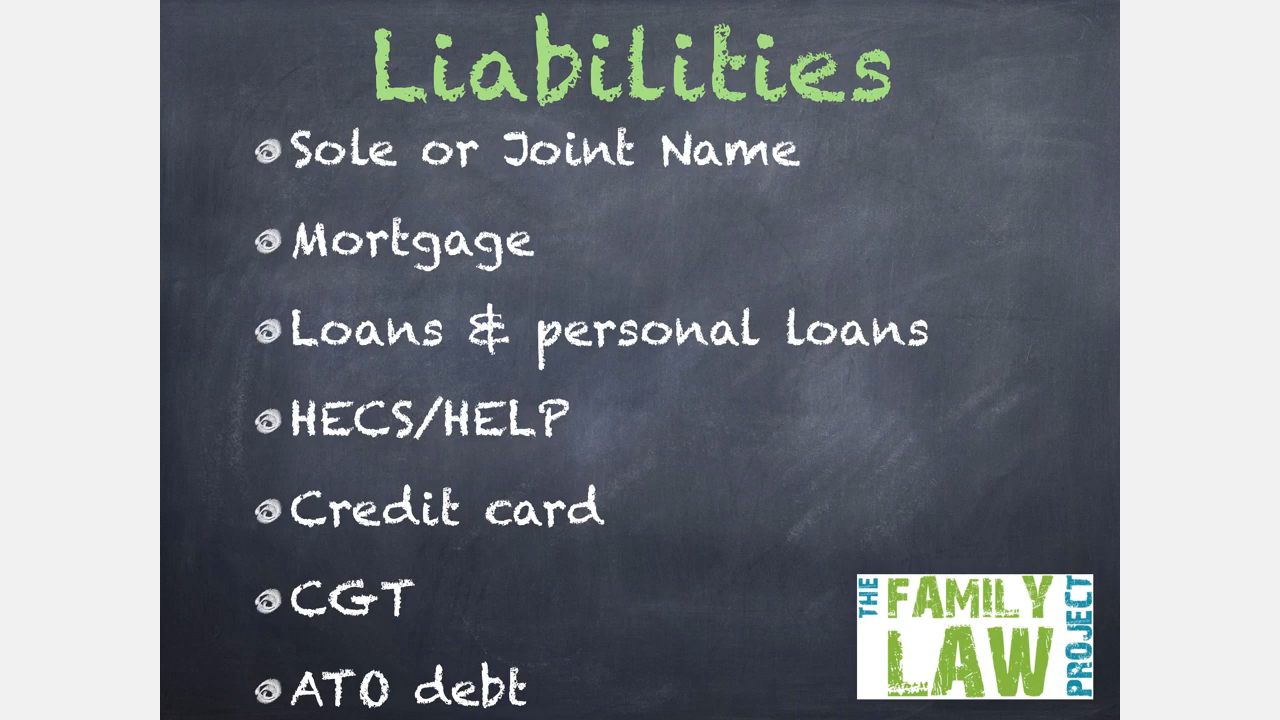 Liabilities
Sole or Joint Name
Mortgage
Loans & personal loans
HECS/HELP
Credit card
CGT
ATO debt
THE
FAMILY
LAW
PROJECT